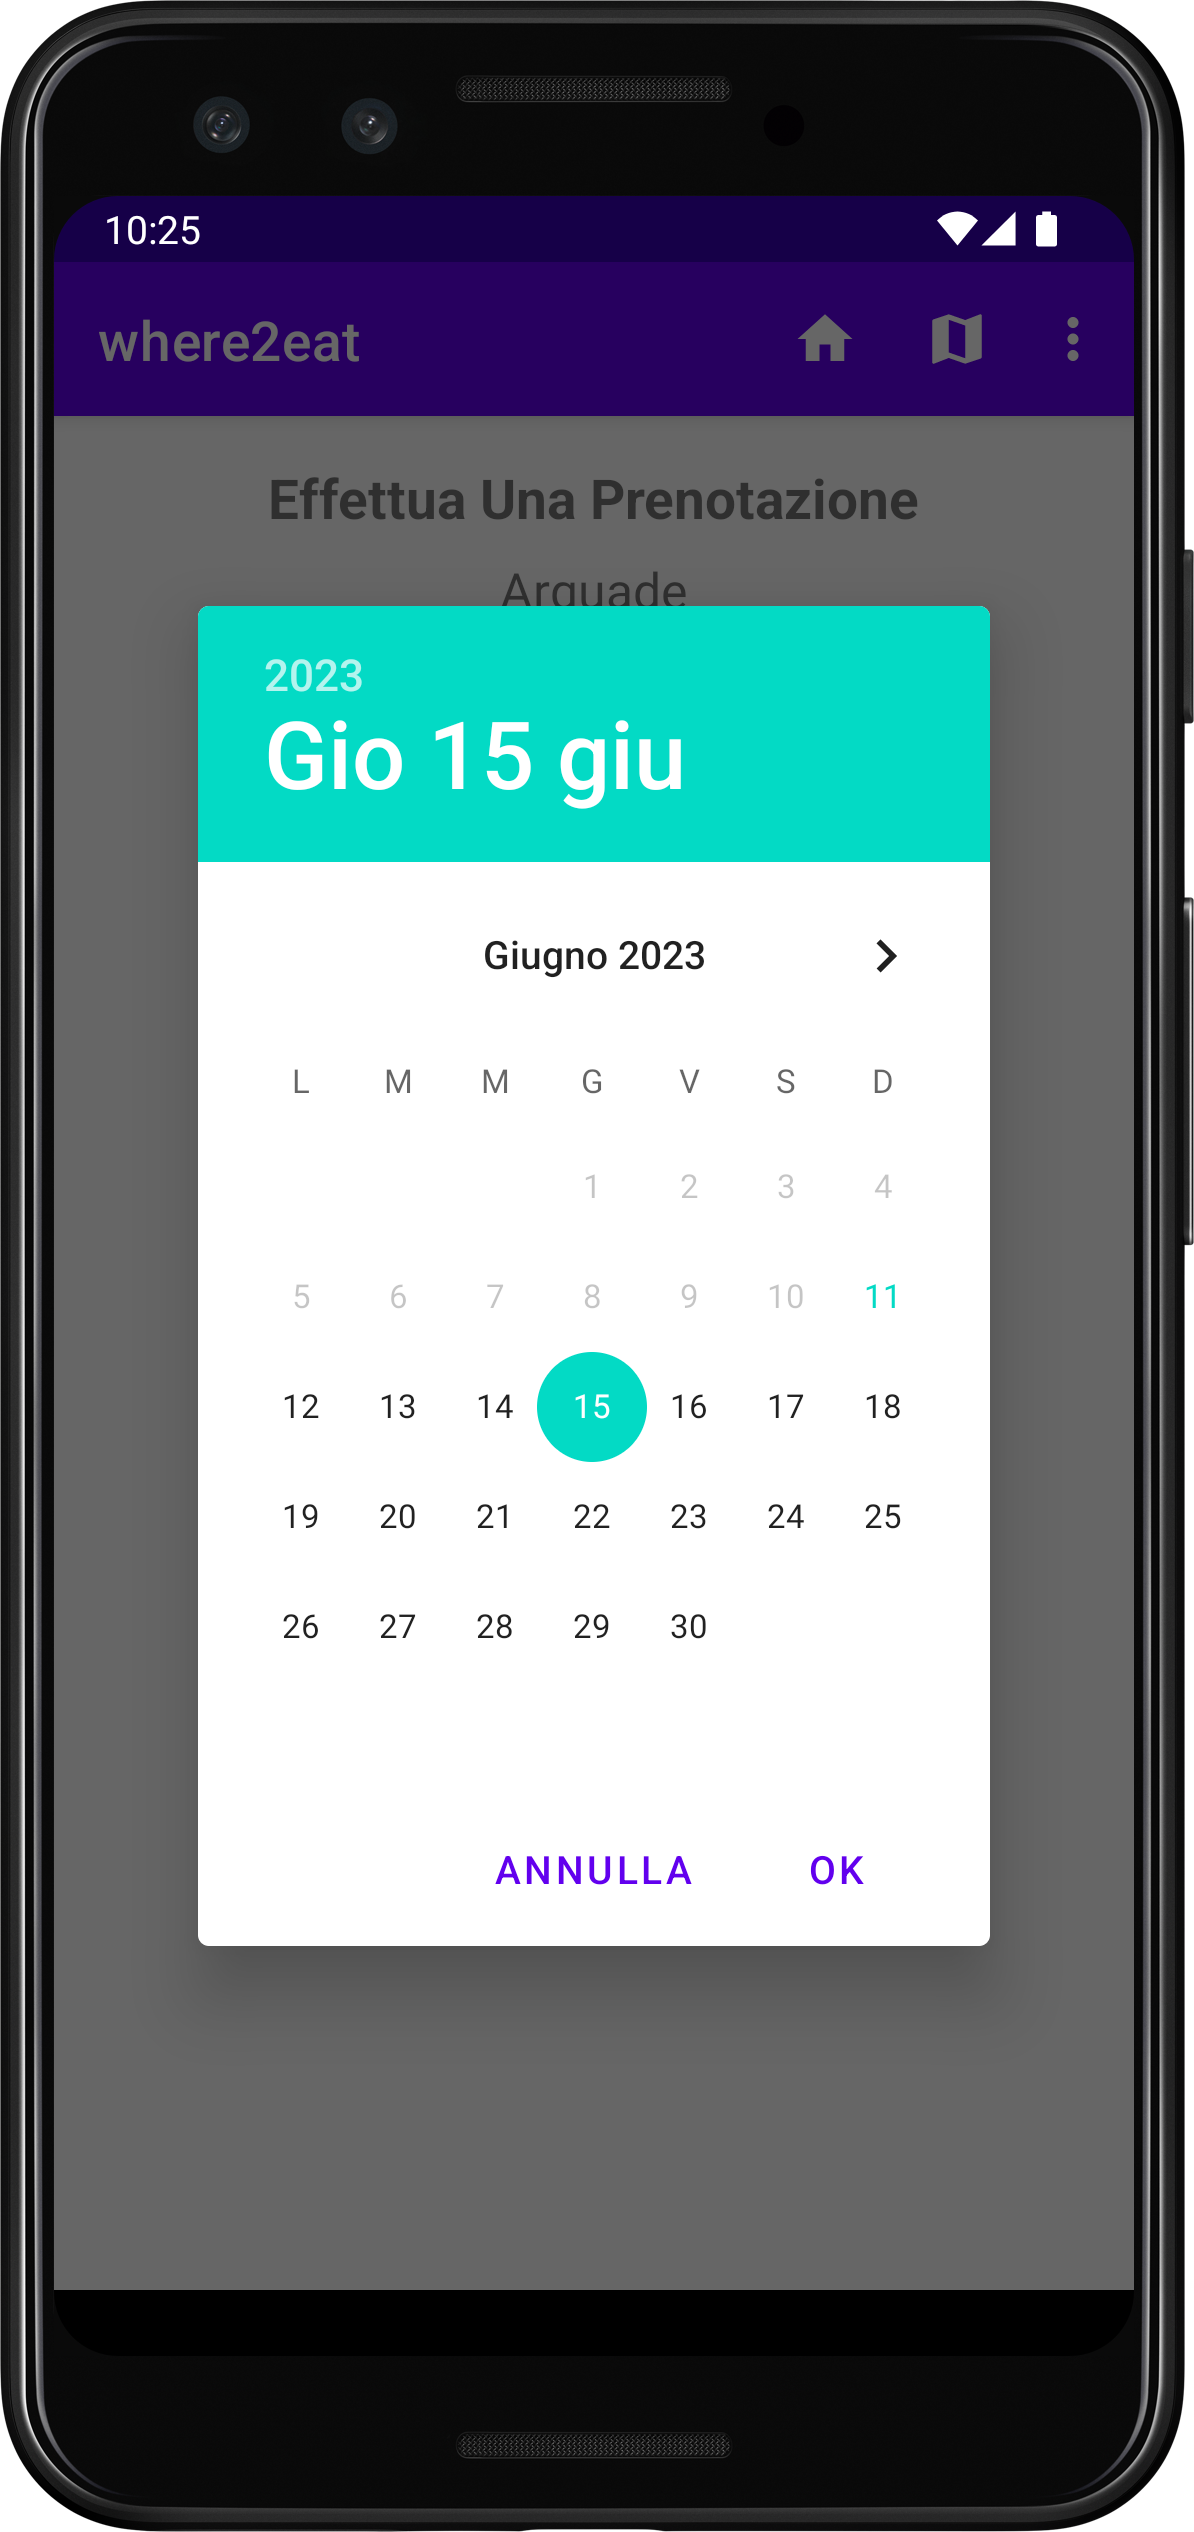 10:25
where2eat
Effettua Una Prenotazione
Arquade
2023
Gio 15 giu
Giugno 2023
L M M G V S D
1 2 3 4
5 6 7 8 9 10 11
12 13 14 15 16 17 18
19 20 21 22 23 24 25
26 27 28 29 30
ANNULLA OK